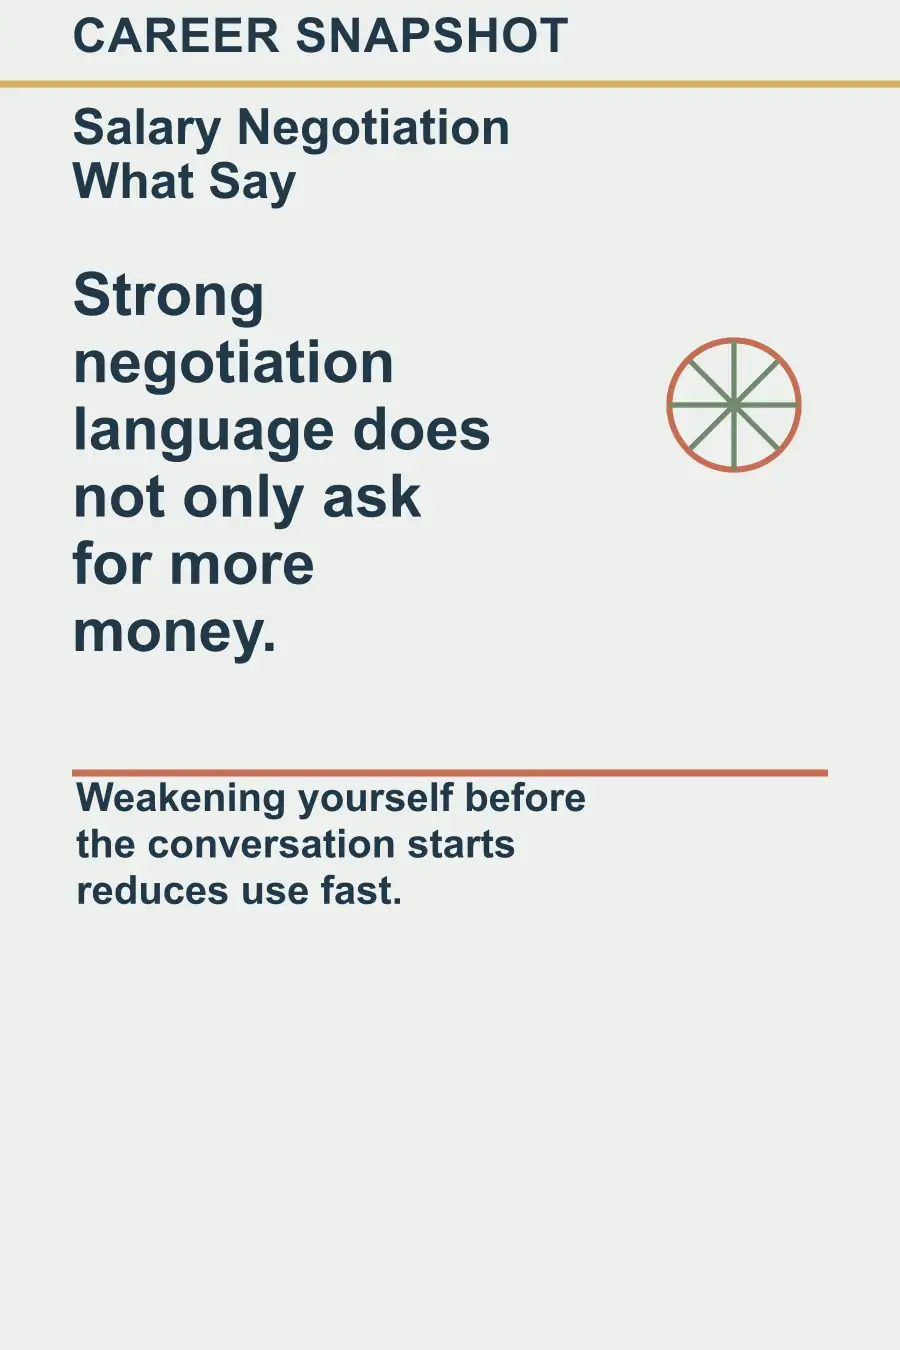 CAREER SNAPSHOT
Salary Negotiation
What Say
Strong
negotiation
language does
not only ask
for more
money.
Weakening yourself before
the conversation starts
reduces use fast.